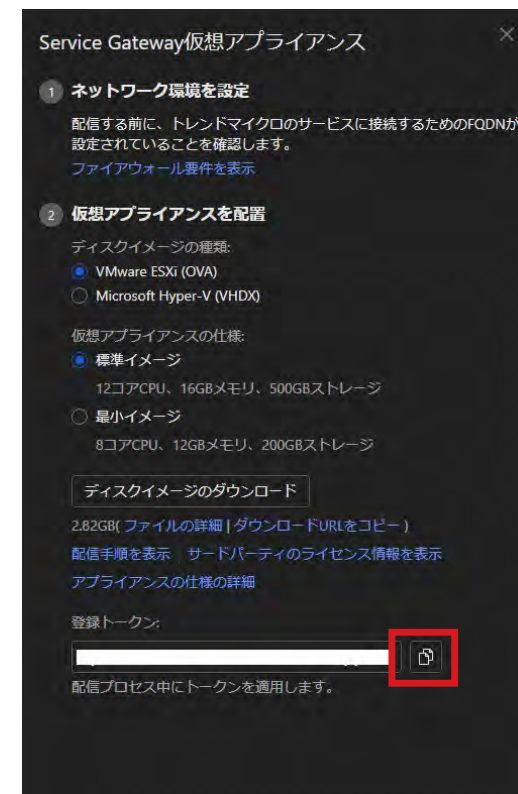 Service Gateway仮想アプライアンス
1 ネットワーク環境を設定
配信する前に、トレンドマイクロのサービスに接続するためのFQDNが
設定されていることを確認します。
ファイアウォール要件を表示
2 仮想アプライアンスを配置
ディスクイメージの種類:
VMware ESXi (OVA)
Microsoft Hyper-V (VHDX)
仮想アプライアンスの仕様:
標準イメージ
12コアCPU、16GBメモリ、500GBストレージ
最小イメージ
8コアCPU、12GBメモリ、200GBストレージ
ディスクイメージのダウンロード
2.82GB( ファイルの詳細 | ダウンロードURLをコピー )
配信手順を表示 サードパーティのライセンス情報を表示
アプライアンスの仕様の詳細
登録トークン:
配信プロセス中にトークンを適用します。